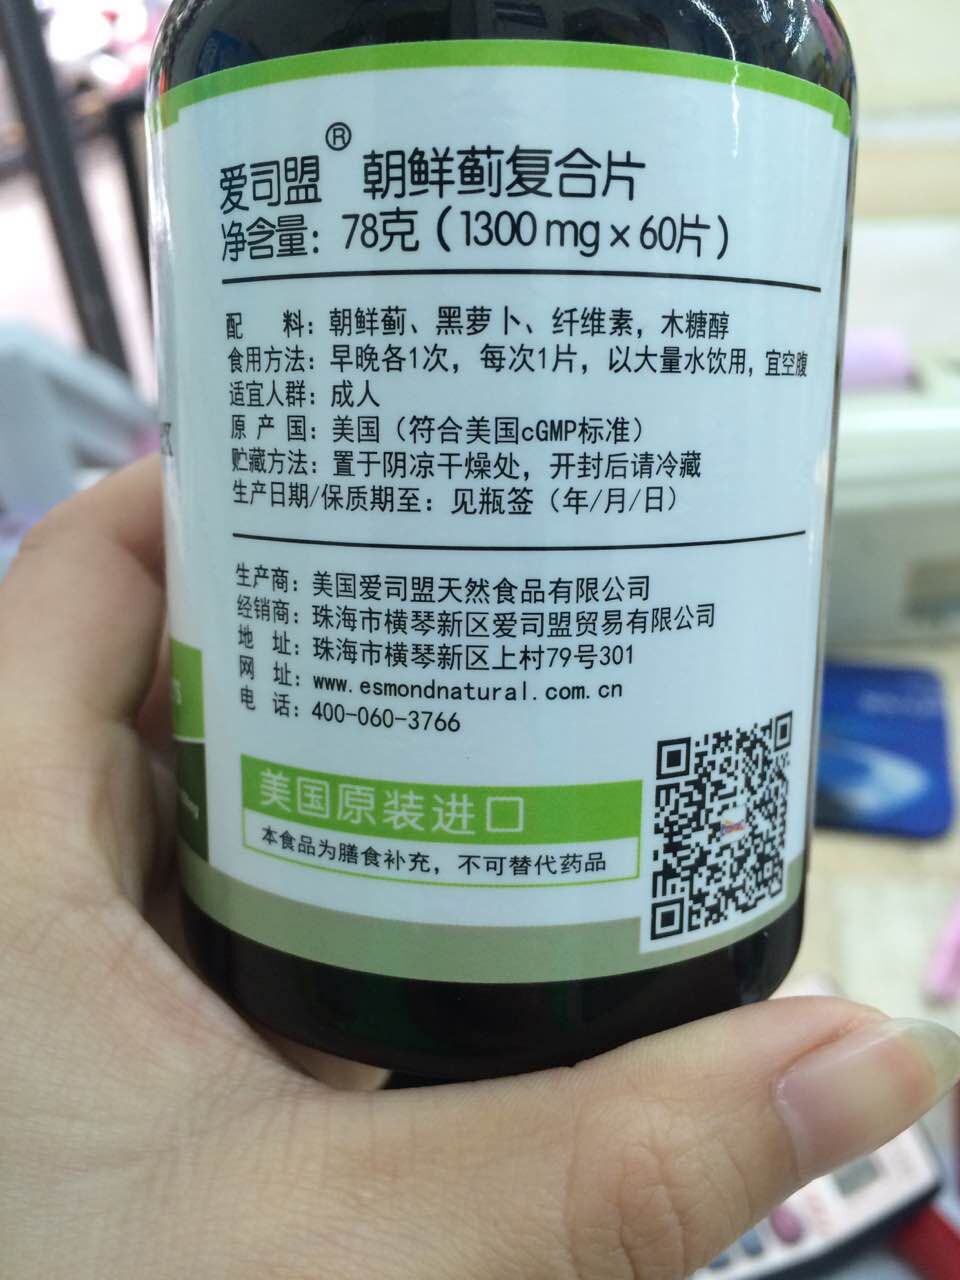 爱司盟® 朝鲜蓟复合片
净含量：78克（1300mg×60片）
配 料：朝鲜蓟、黑萝卜、纤维素，木糖醇
食用方法：早晚各1次，每次1片，以大量水饮用，宜空腹
适宜人群：成人
原 产 国：美国（符合美国cGMP标准）
贮藏方法：置于阴凉干燥处，开封后请冷藏
生产日期/保质期至：见瓶签（年/月/日）
生产商：美国爱司盟天然食品有限公司
经销商：珠海市横琴新区爱司盟贸易有限公司
地 址：珠海市横琴新区上村79号301
网 址：www.esmondnatural.com.cn
电 话：400-060-3766
美国原装进口
本食品为膳食补充，不可替代药品